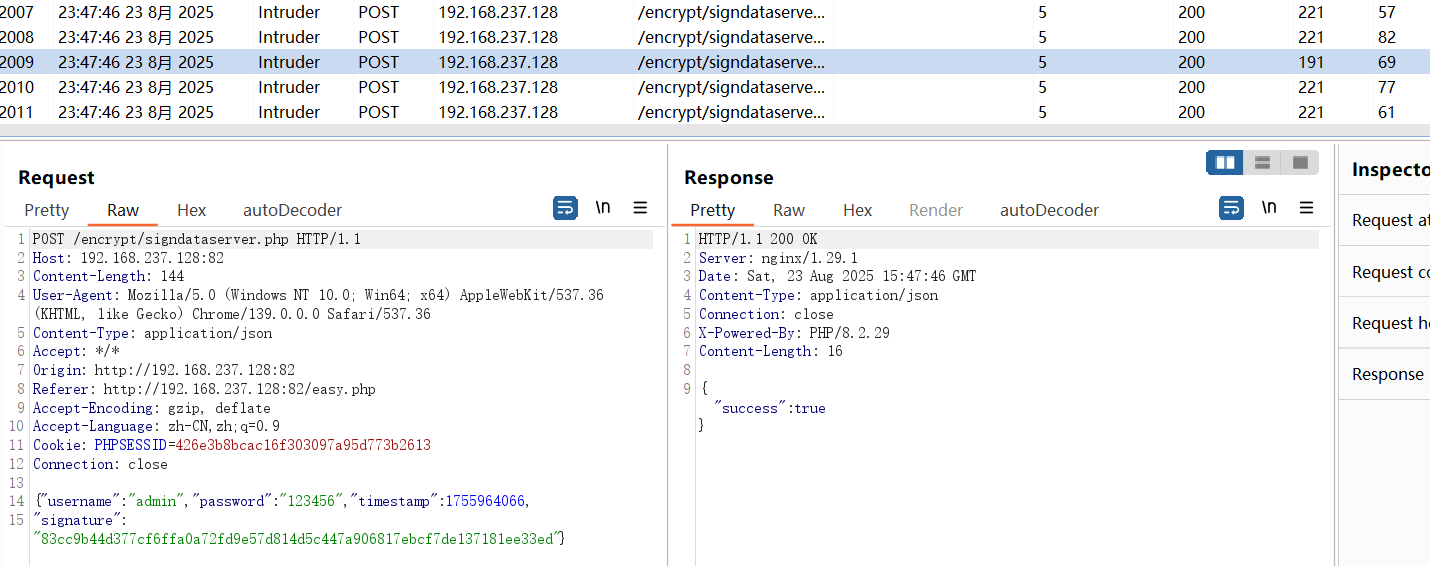 2007 23:47:46 23 8月 2025 Intruder POST 192.168.237.128 /encrypt/signdataserve... 5 200 221 57
2008 23:47:46 23 8月 2025 Intruder POST 192.168.237.128 /encrypt/signdataserve... 5 200 221 82
2009 23:47:46 23 8月 2025 Intruder POST 192.168.237.128 /encrypt/signdataserve... 5 200 191 69
2010 23:47:46 23 8月 2025 Intruder POST 192.168.237.128 /encrypt/signdataserve... 5 200 221 77
2011 23:47:46 23 8月 2025 Intruder POST 192.168.237.128 /encrypt/signdataserve... 5 200 221 61
Request
Pretty Raw Hex autoDecoder \n
1 POST /encrypt/signdataserver.php HTTP/1.1
2 Host: 192.168.237.128:82
3 Content-Length: 144
4 User-Agent: Mozilla/5.0 (Windows NT 10.0; Win64; x64) AppleWebKit/537.36
(KHTML, like Gecko) Chrome/139.0.0.0 Safari/537.36
5 Content-Type: application/json
6 Accept: */*
7 Origin: http://192.168.237.128:82
8 Referer: http://192.168.237.128:82/easy.php
9 Accept-Encoding: gzip, deflate
10 Accept-Language: zh-CN,zh;q=0.9
11 Cookie: PHPSESSID=426e3b8bcac16f303097a95d773b2613
12 Connection: close
13
14 {"username":"admin","password":"123456","timestamp":1755964066,
15 "signature":
"83cc9b44d377cf6ffa0a72fd9e57d814d5c447a906817ebcf7de137181ee33ed"}
Response
Pretty Raw Hex Render autoDecoder \n
1 HTTP/1.1 200 OK
2 Server: nginx/1.29.1
3 Date: Sat, 23 Aug 2025 15:47:46 GMT
4 Content-Type: application/json
5 Connection: close
6 X-Powered-By: PHP/8.2.29
7 Content-Length: 16
8
9 {
"success":true
}
Inspecto
Request at
Request co
Request he
Response